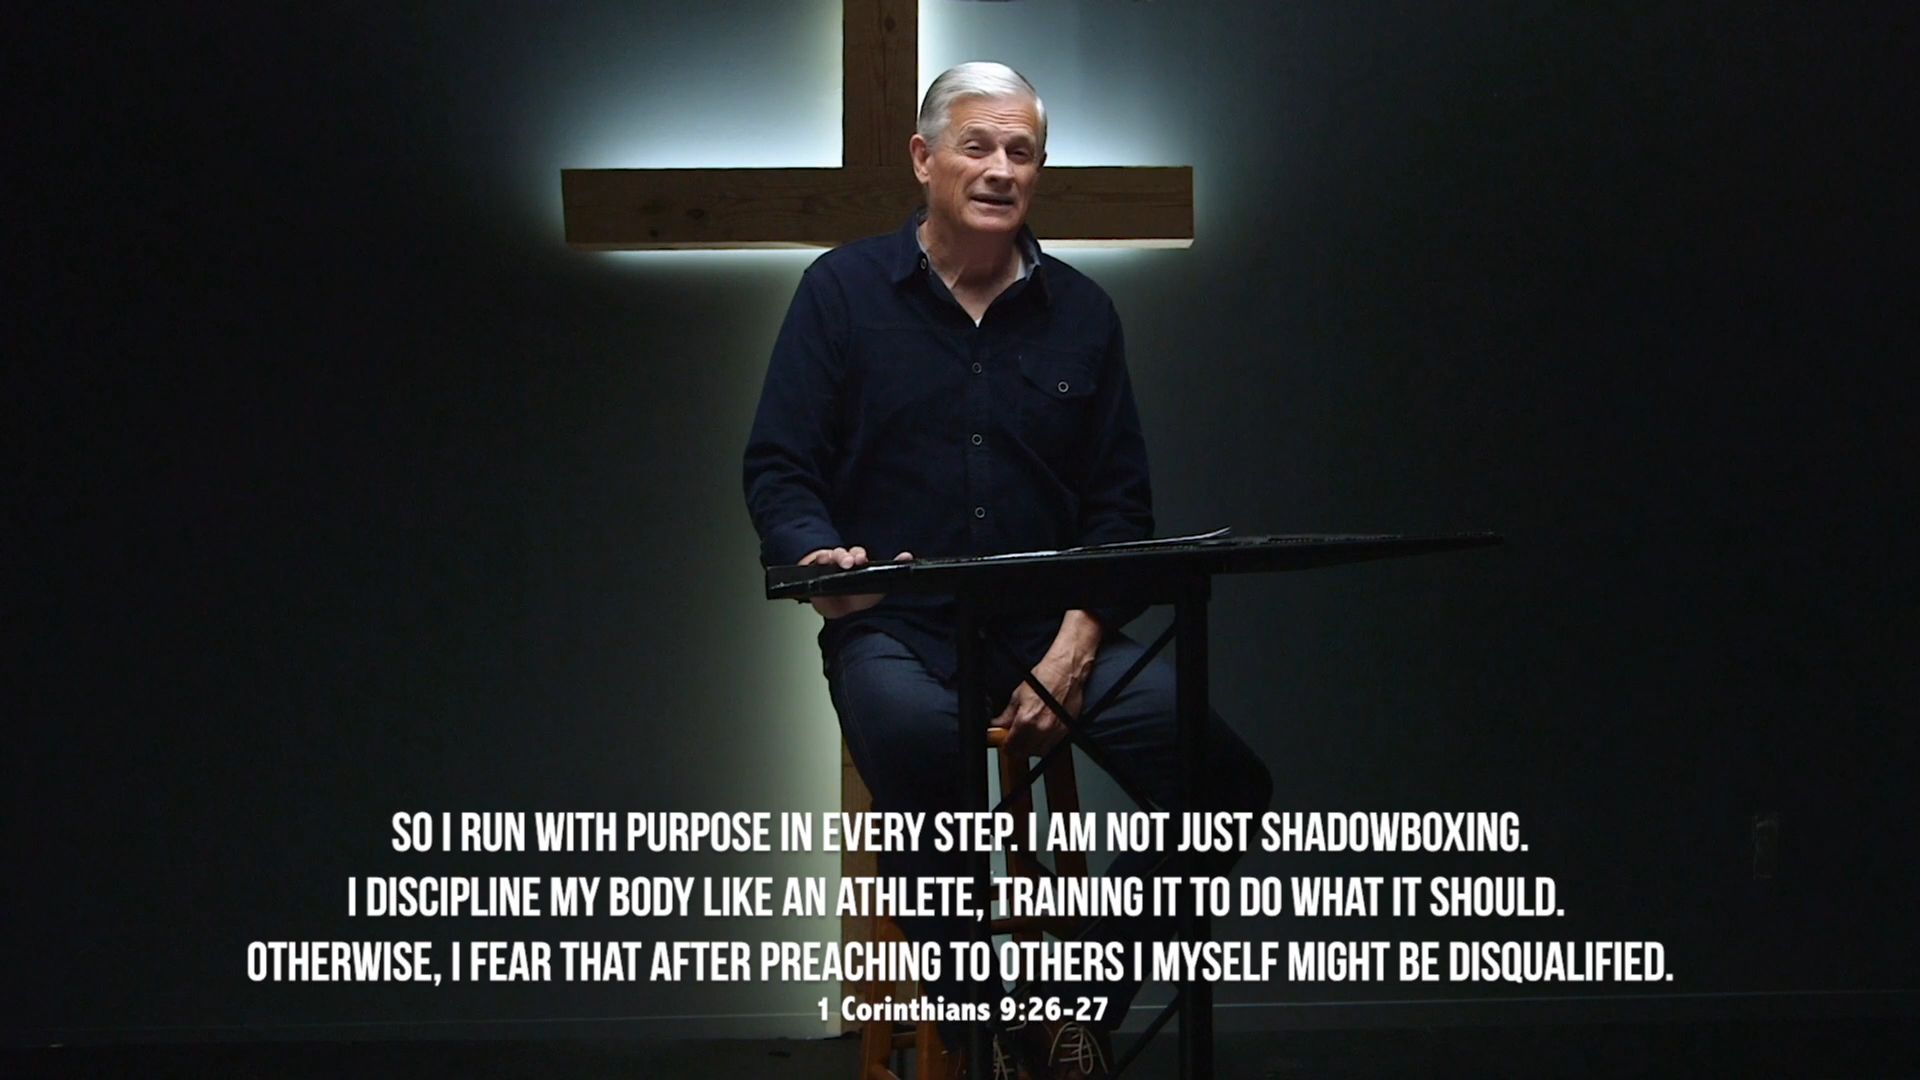 SO I RUN WITH PURPOSE IN EVERY STEP. I AM NOT JUST SHADOWBOXING.
I DISCIPLINE MY BODY LIKE AN ATHLETE, TRAINING IT TO DO WHAT IT SHOULD.
OTHERWISE, I FEAR THAT AFTER PREACHING TO OTHERS I MYSELF MIGHT BE DISQUALIFIED.
1 Corinthians 9:26-27